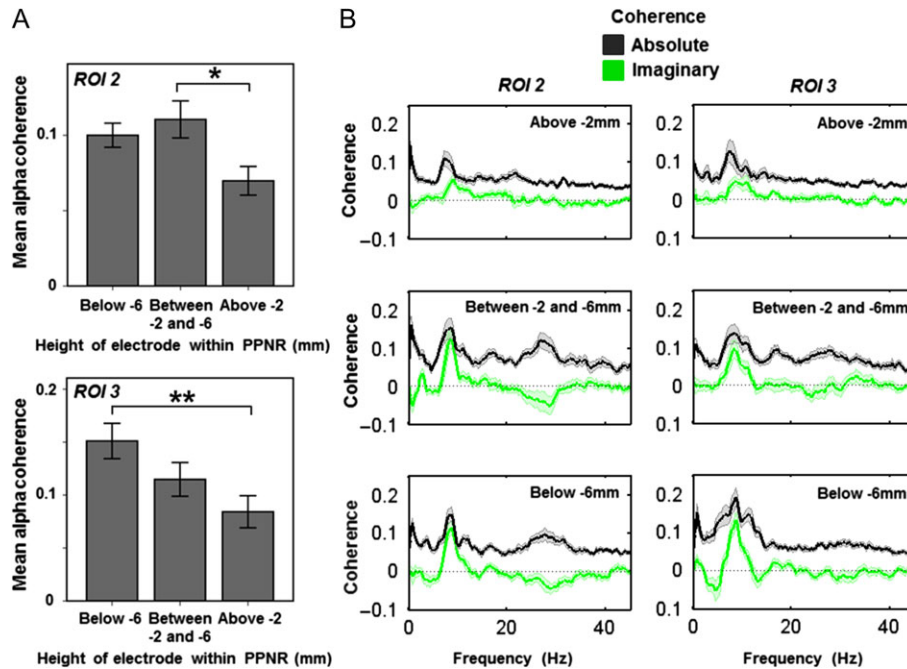 A
ROI 2
*
Mean alphacoherence
0.1
0
Below -6
Between
-2 and -6
Above -2
Height of electrode within PPNR (mm)
0.2
ROI 3
**
Mean alphacoherence
0.1
0
Below -6
Between
-2 and -6
Above -2
Height of electrode within PPNR (mm)
B
Coherence
Absolute
Imaginary
ROI 2
ROI 3
0.2
Above -2mm
0.1
0
−0.1
Coherence
0.2
Above -2mm
0.1
0
0.1
0.2
Between -2 and -6mm
0.1
0
−0.1
Coherence
0.2
Between -2 and -6mm
0.1
0
0.1
0.2
Below -6mm
0.1
0
−0.1
Coherence
0.2
Below -6mm
0.1
0
0.1
0 20 40
0 20 40
Frequency (Hz)
Frequency (Hz)